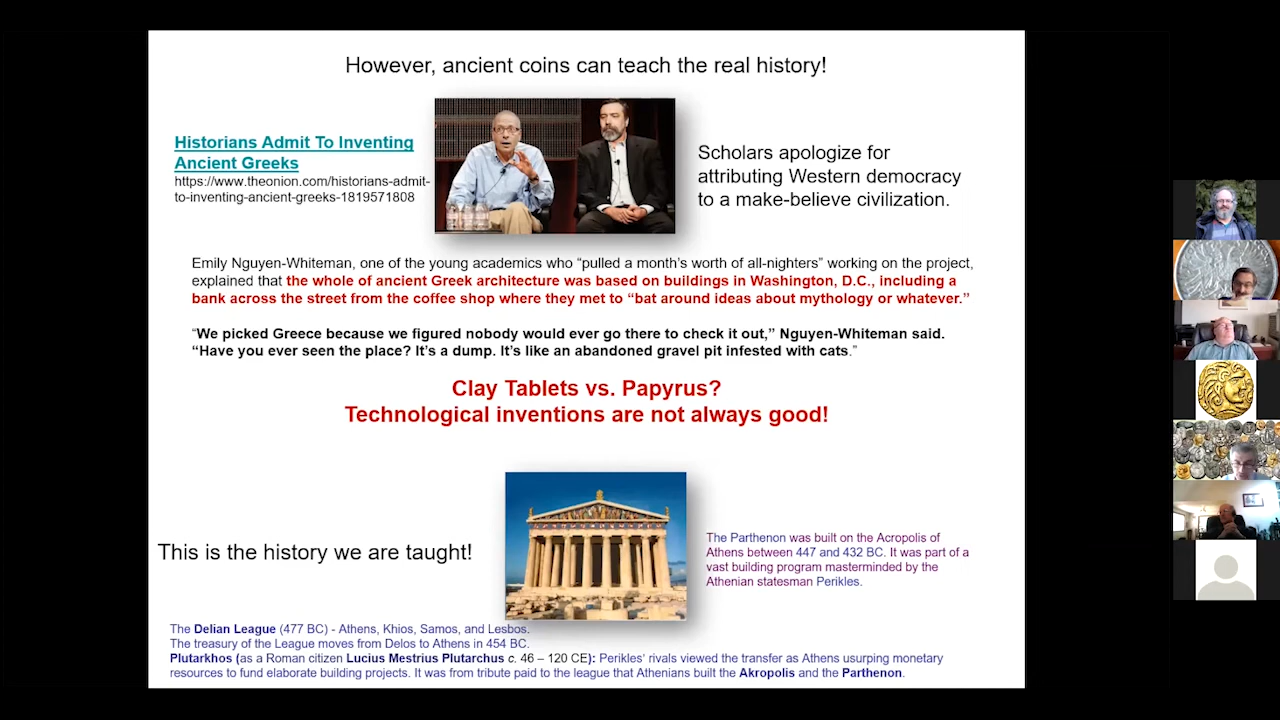 However, ancient coins can teach the real history!
Historians Admit To Inventing
Ancient Greeks
https://www.theonion.com/historians-admit-
to-inventing-ancient-greeks-1819571808
Scholars apologize for
attributing Western democracy
to a make-believe civilization.
Emily Nguyen-Whiteman, one of the young academics who “pulled a month’s worth of all-nighters” working on the project,
explained that the whole of ancient Greek architecture was based on buildings in Washington, D.C., including a
bank across the street from the coffee shop where they met to “bat around ideas about mythology or whatever.”
“We picked Greece because we figured nobody would ever go there to check it out,” Nguyen-Whiteman said.
“Have you ever seen the place? It’s a dump. It’s like an abandoned gravel pit infested with cats.”
Clay Tablets vs. Papyrus?
Technological inventions are not always good!
This is the history we are taught!
The Parthenon was built on the Acropolis of
Athens between 447 and 432 BC. It was part of a
vast building program masterminded by the
Athenian statesman Perikles.
The Delian League (477 BC) - Athens, Khios, Samos, and Lesbos.
The treasury of the League moves from Delos to Athens in 454 BC.
Plutarkhos (as a Roman citizen Lucius Mestrius Plutarchus c. 46 – 120 CE): Perikles’ rivals viewed the transfer as Athens usurping monetary
resources to fund elaborate building projects. It was from tribute paid to the league that Athenians built the Akropolis and the Parthenon.